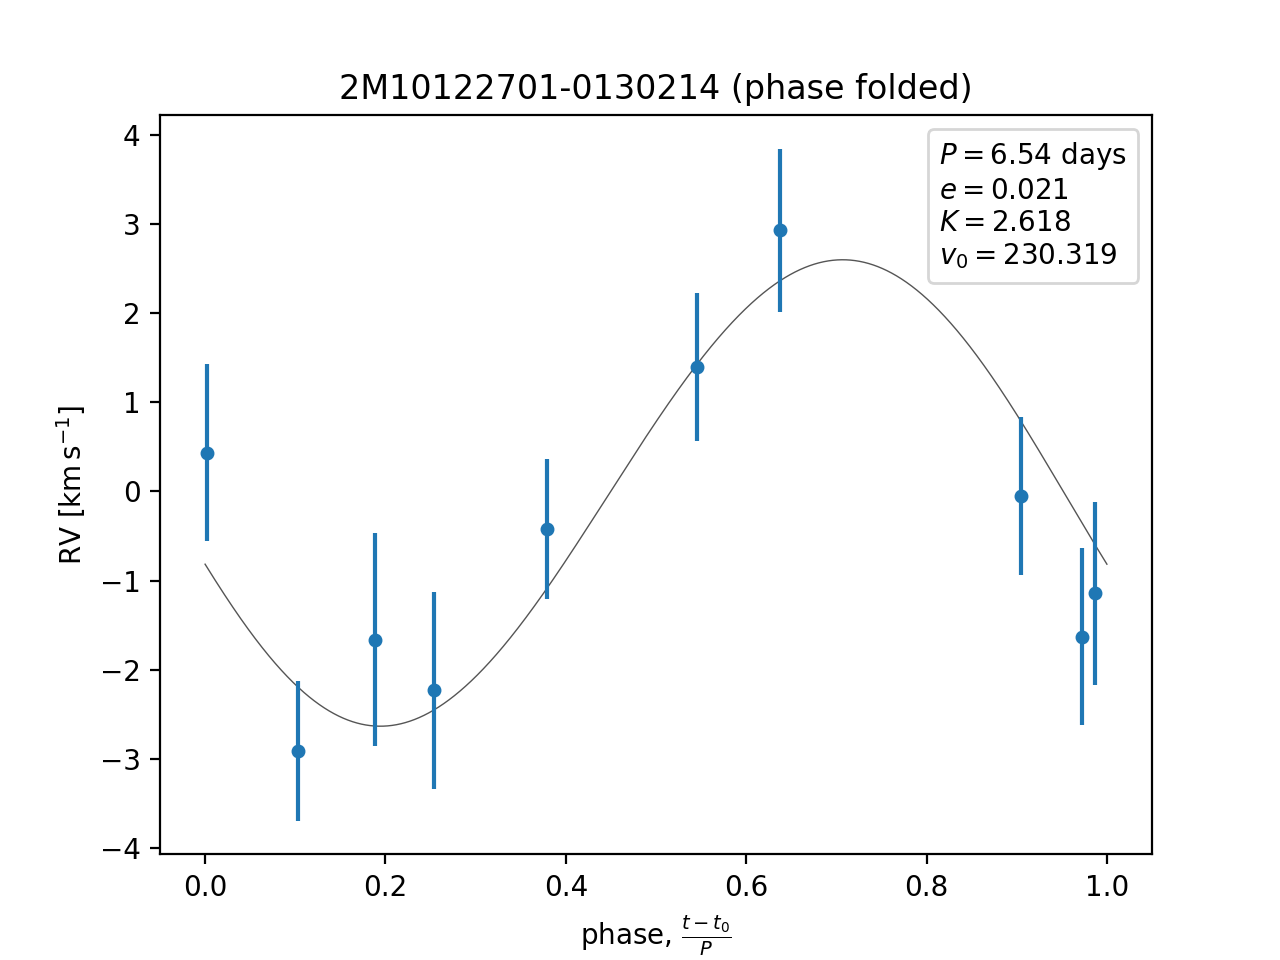 2M10122701-0130214 (phase folded)
P = 6.54 days
e = 0.021
K = 2.618
v₀ = 230.319
4
3
2
1
0
−1
−2
−3
−4
RV [km s⁻¹]
0.0 0.2 0.4 0.6 0.8 1.0
phase, (t − t₀)/P